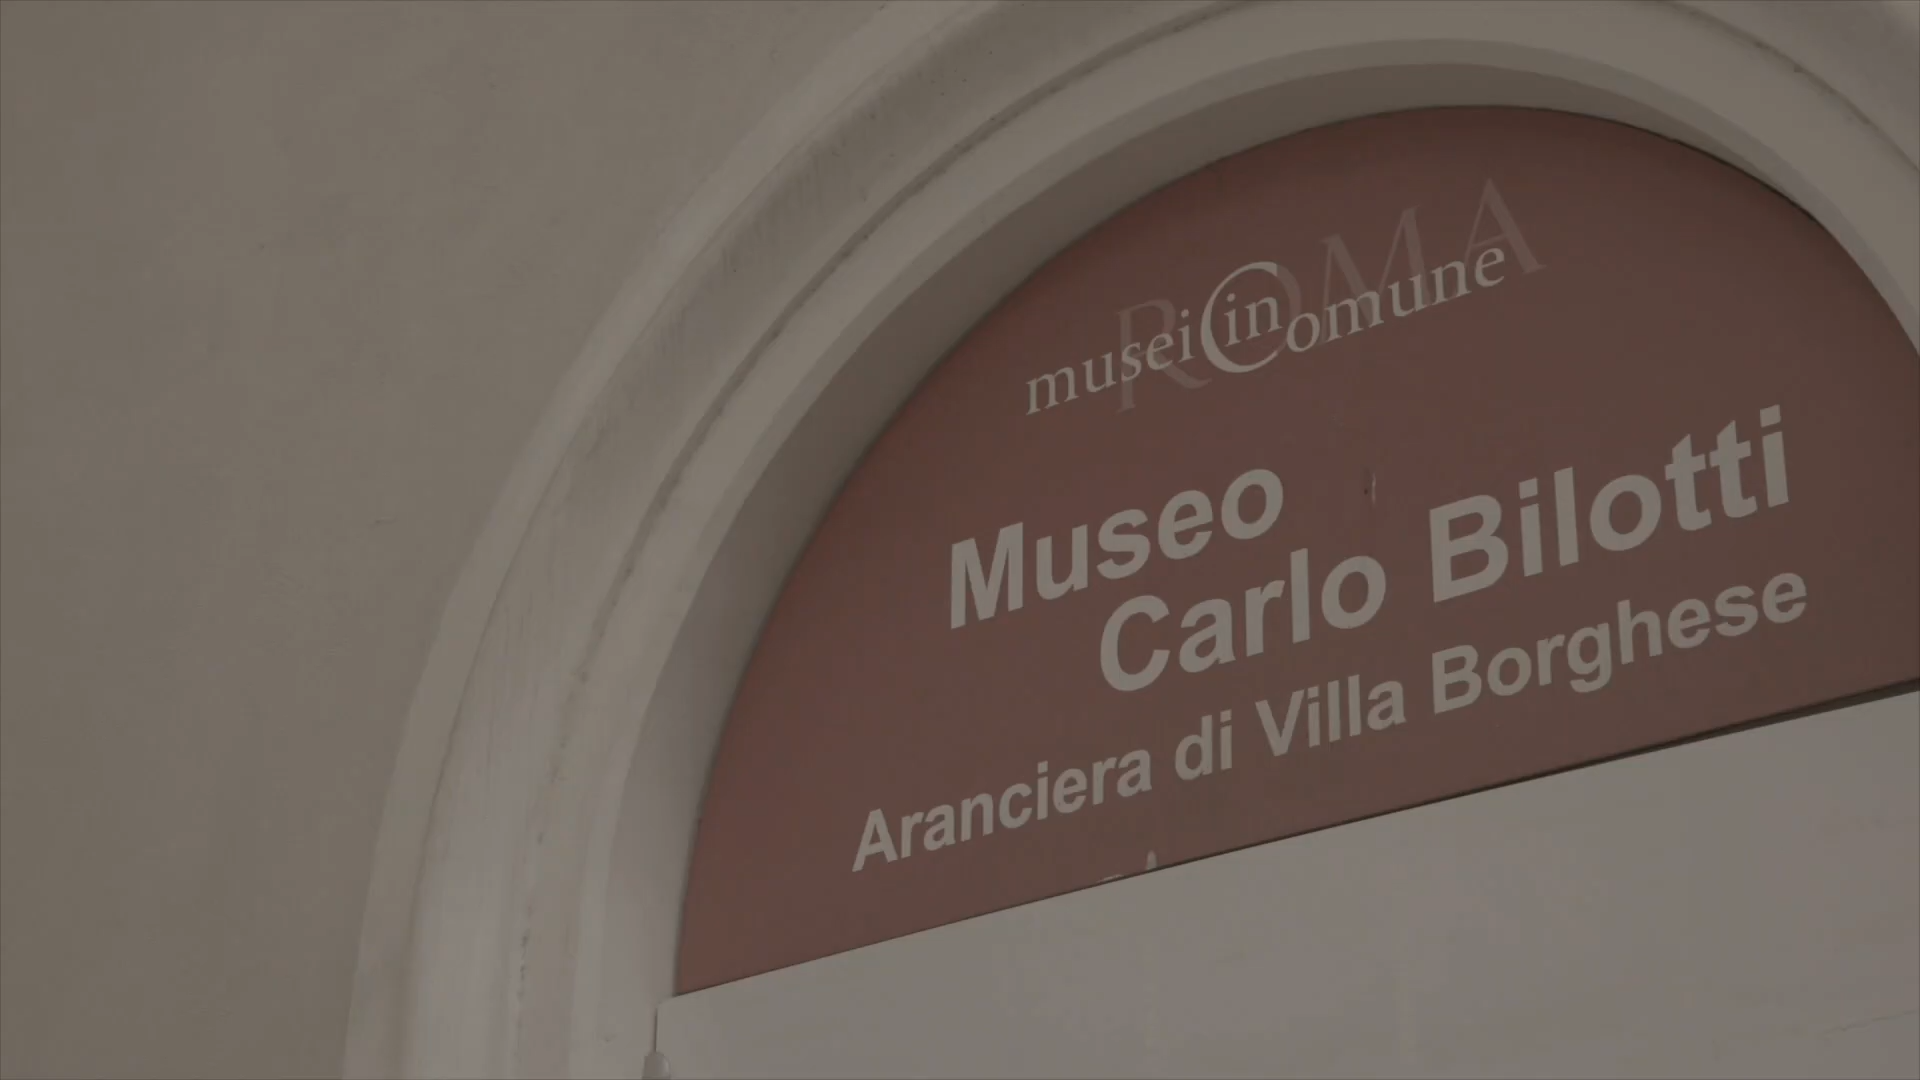 ROMA
musei in Comune
Museo
Carlo Bilotti
Aranciera di Villa Borghese